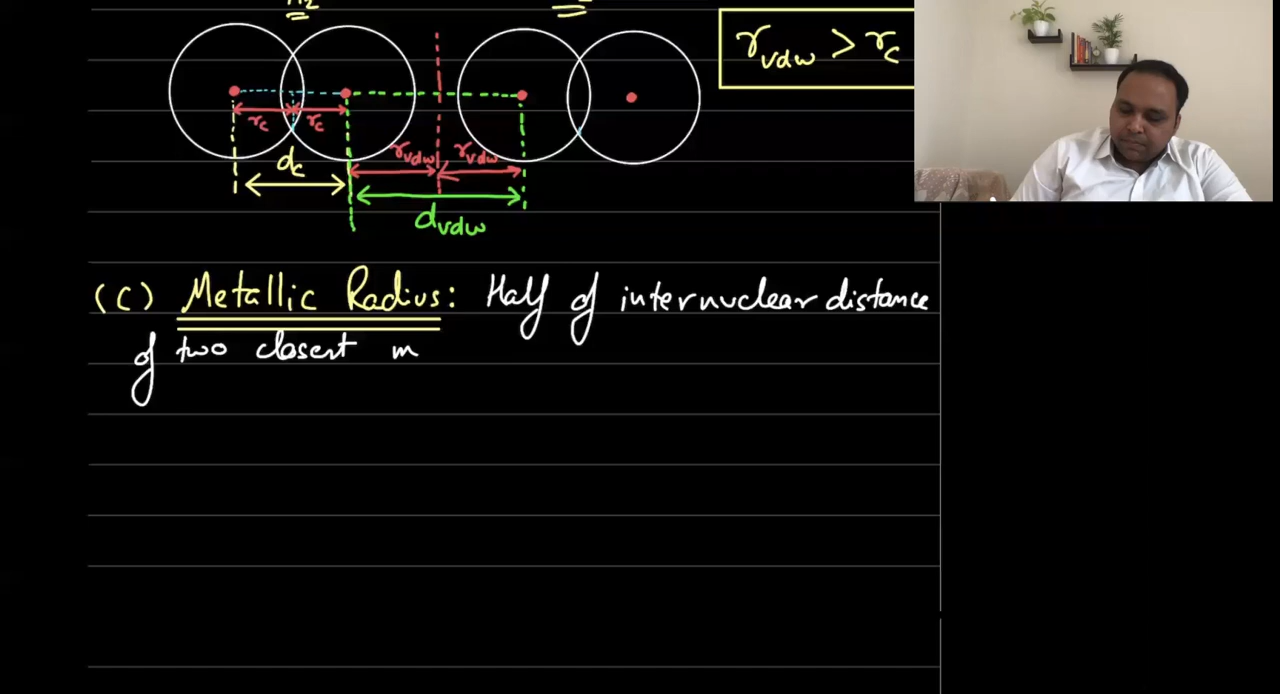 r_vdw > r_c
r_c r_c
r_vdw r_vdw
d_c
d_vdw
(C) Metallic Radius: Half of internuclear distance
of two closest m